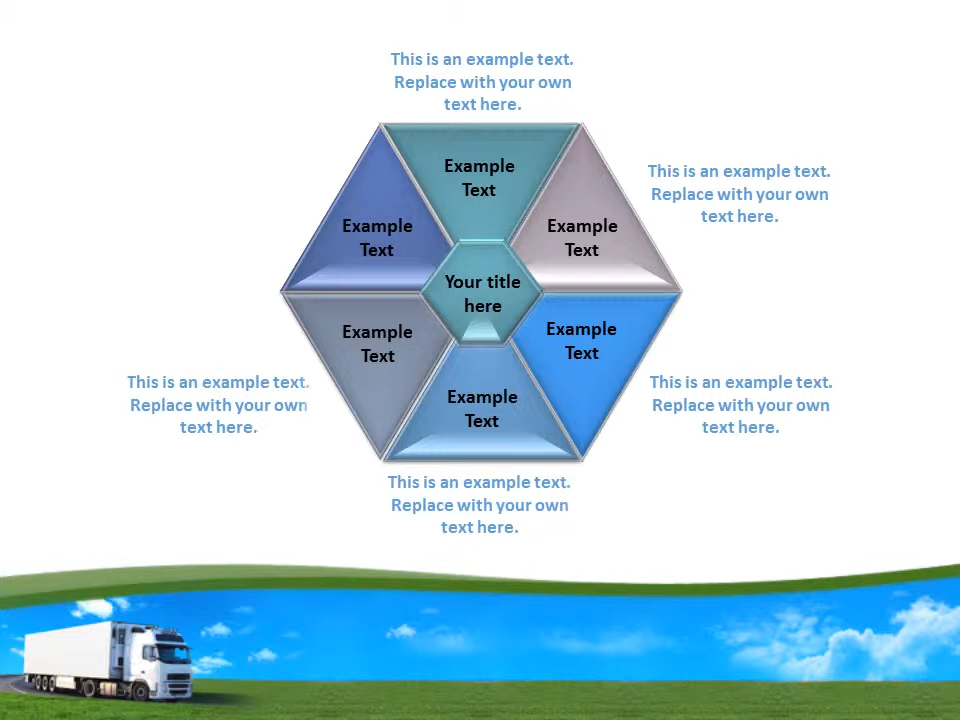 This is an example text.
Replace with your own
text here.
Example
Text
This is an example text.
Replace with your own
text here.
Example
Text
Example
Text
Your title
here
Example
Text
Example
Text
This is an example text.
Replace with your own
text here.
This is an example text.
Replace with your own
text here.
Example
Text
This is an example text.
Replace with your own
text here.